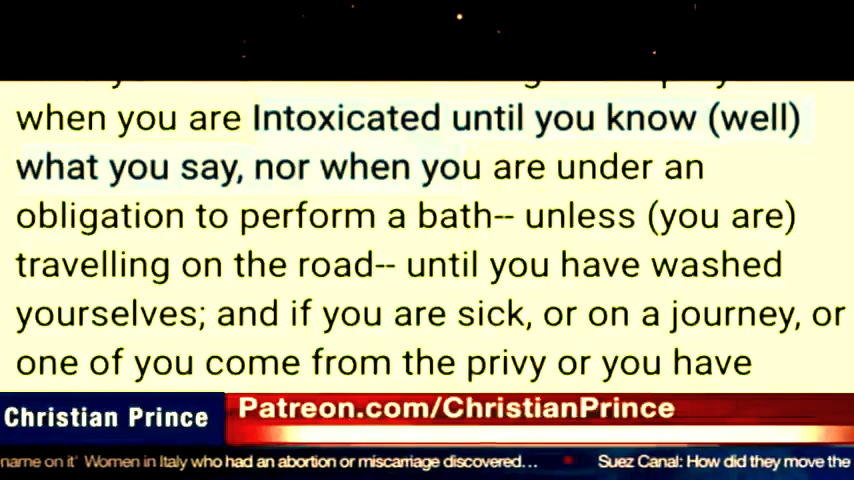 when you are Intoxicated until you know (well)
what you say, nor when you are under an
obligation to perform a bath-- unless (you are)
travelling on the road-- until you have washed
yourselves; and if you are sick, or on a journey, or
one of you come from the privy or you have
Christian Prince
Patreon.com/ChristianPrince
name on it' Women in Italy who had an abortion or miscarriage discovered... Suez Canal: How did they move the